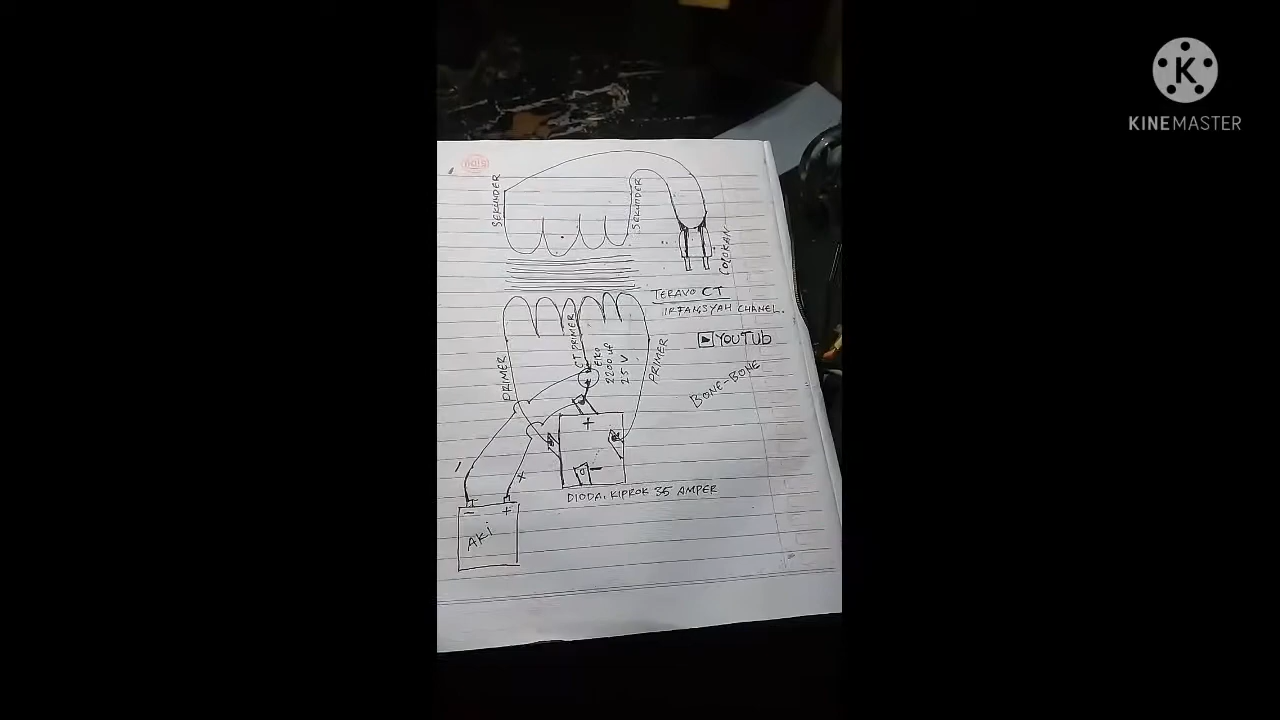 KINEMASTER
SEKUNDER
SEKUNDER
COLOKAN
TERAVO CT
IRFANSYAH CHANEL.
YOUTUB
BONE-BONE
PRIMER
CT PRIMER
Elko
2200 uf
25 V
PRIMER
+
-
DIODA. KIPROK 35 AMPER
- +
AKi